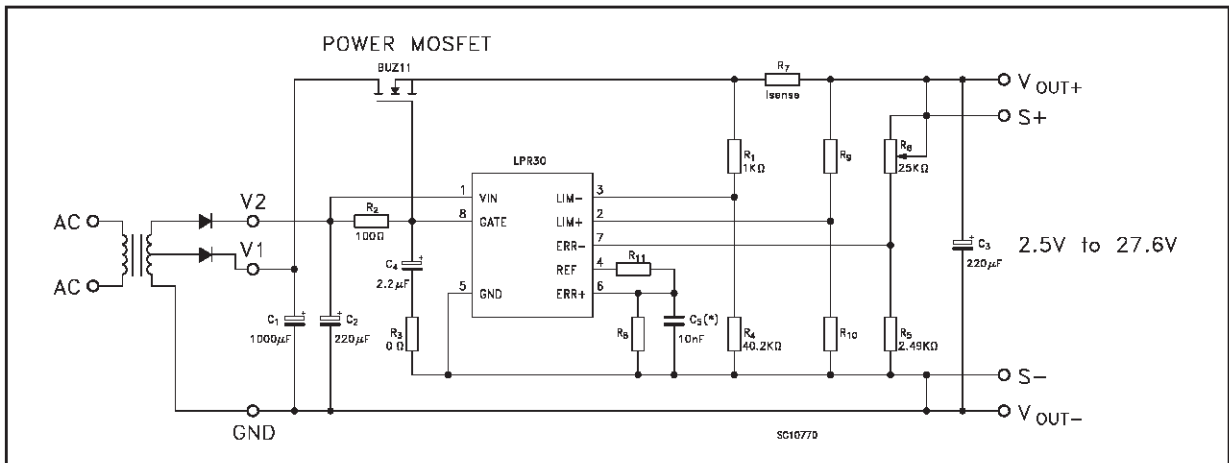 POWER MOSFET
BUZ11
R7
Isense
VOUT+
S+
R1
1KΩ
R9
R6
25KΩ
LPR30
1 VIN
8 GATE
5 GND
LIM- 3
LIM+ 2
ERR- 7
REF 4
ERR+ 6
V2
R2
100Ω
AC
V1
AC
C4
+
2.2µF
R11
C3
+
220µF
2.5V to 27.6V
C1
+
1000µF
C2
+
220µF
R3
0 Ω
R8
C5(*)
10nF
R4
40.2KΩ
R10
R5
2.49KΩ
S-
VOUT-
GND
SC10770